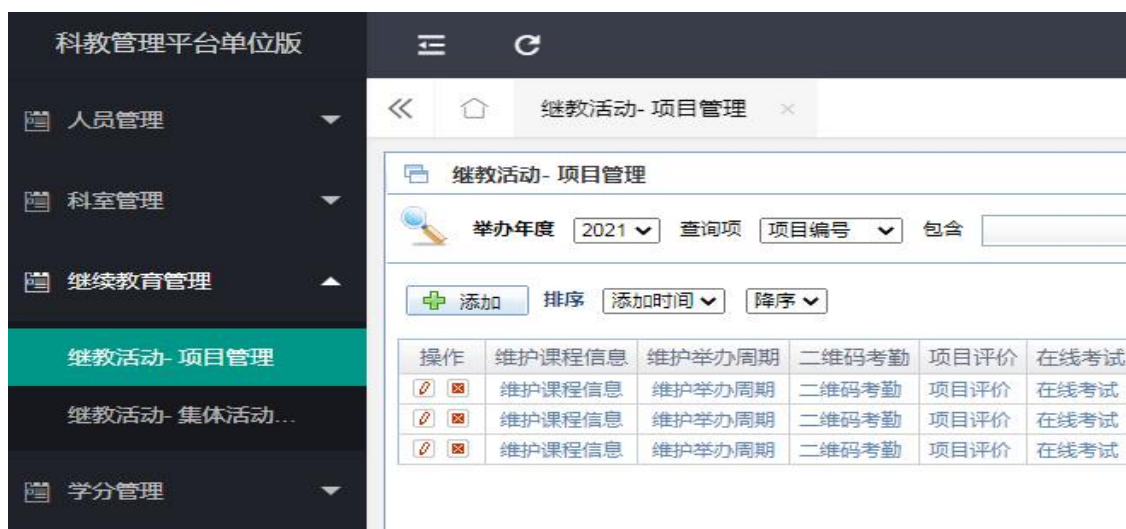 科教管理平台单位版
人员管理
科室管理
继续教育管理
继教活动- 项目管理
继教活动- 集体活动...
学分管理
继教活动- 项目管理
继教活动- 项目管理
举办年度 2021 查询项 项目编号 包含
添加 排序 添加时间 降序
操作 维护课程信息 维护举办周期 二维码考勤 项目评价 在线考试
维护课程信息 维护举办周期 二维码考勤 项目评价 在线考试
维护课程信息 维护举办周期 二维码考勤 项目评价 在线考试
维护课程信息 维护举办周期 二维码考勤 项目评价 在线考试